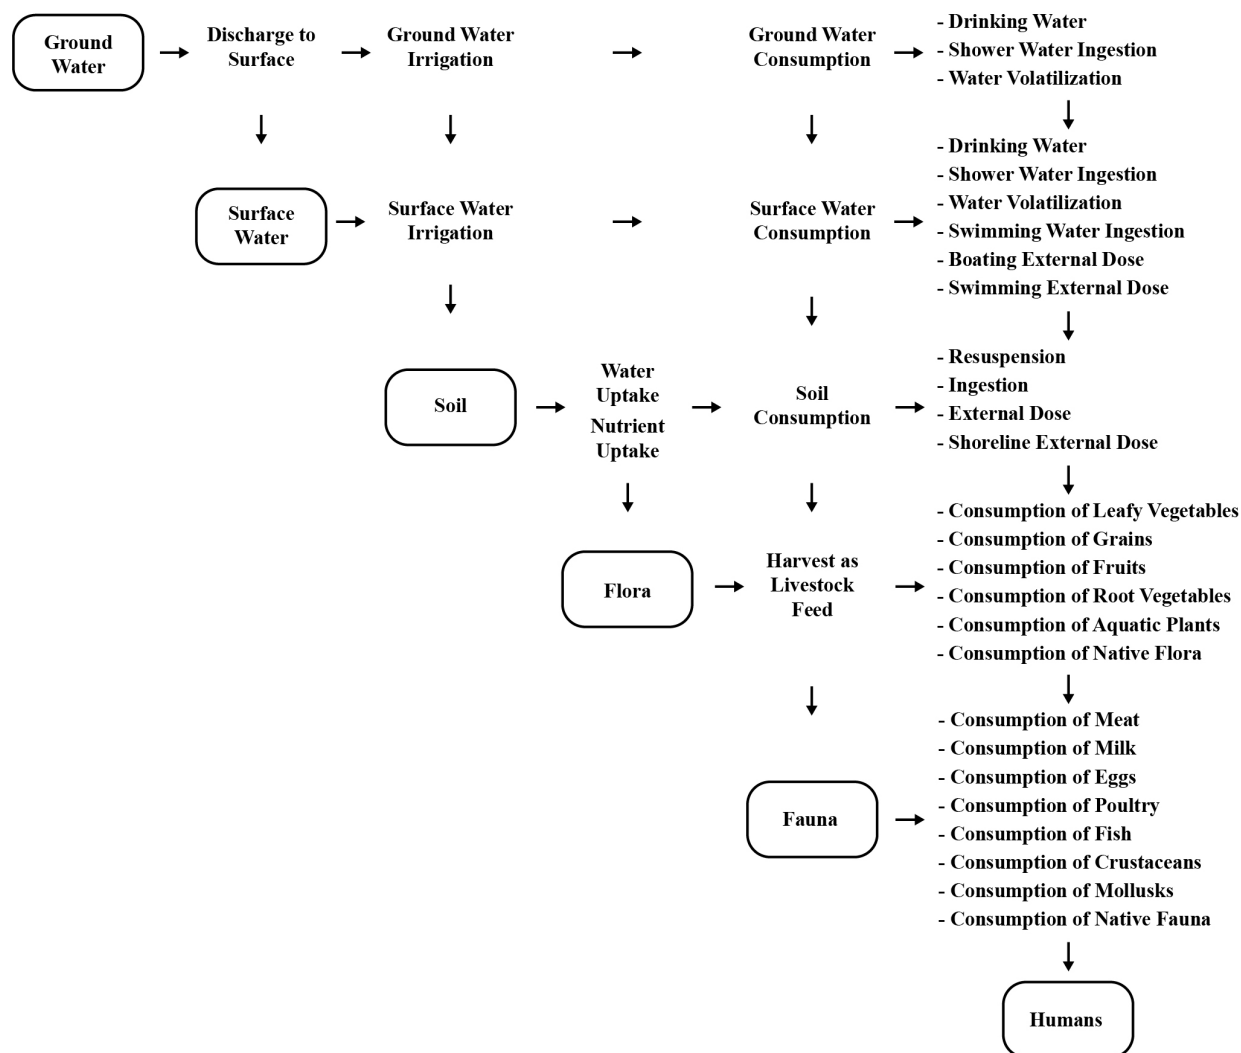 Ground
Water
Discharge to
Surface
Ground Water
Irrigation
Ground Water
Consumption
- Drinking Water
- Shower Water Ingestion
- Water Volatilization
Surface
Water
Surface Water
Irrigation
Surface Water
Consumption
- Drinking Water
- Shower Water Ingestion
- Water Volatilization
- Swimming Water Ingestion
- Boating External Dose
- Swimming External Dose
Soil
Water
Uptake
Nutrient
Uptake
Soil
Consumption
- Resuspension
- Ingestion
- External Dose
- Shoreline External Dose
Flora
Harvest as
Livestock
Feed
- Consumption of Leafy Vegetables
- Consumption of Grains
- Consumption of Fruits
- Consumption of Root Vegetables
- Consumption of Aquatic Plants
- Consumption of Native Flora
Fauna
- Consumption of Meat
- Consumption of Milk
- Consumption of Eggs
- Consumption of Poultry
- Consumption of Fish
- Consumption of Crustaceans
- Consumption of Mollusks
- Consumption of Native Fauna
Humans